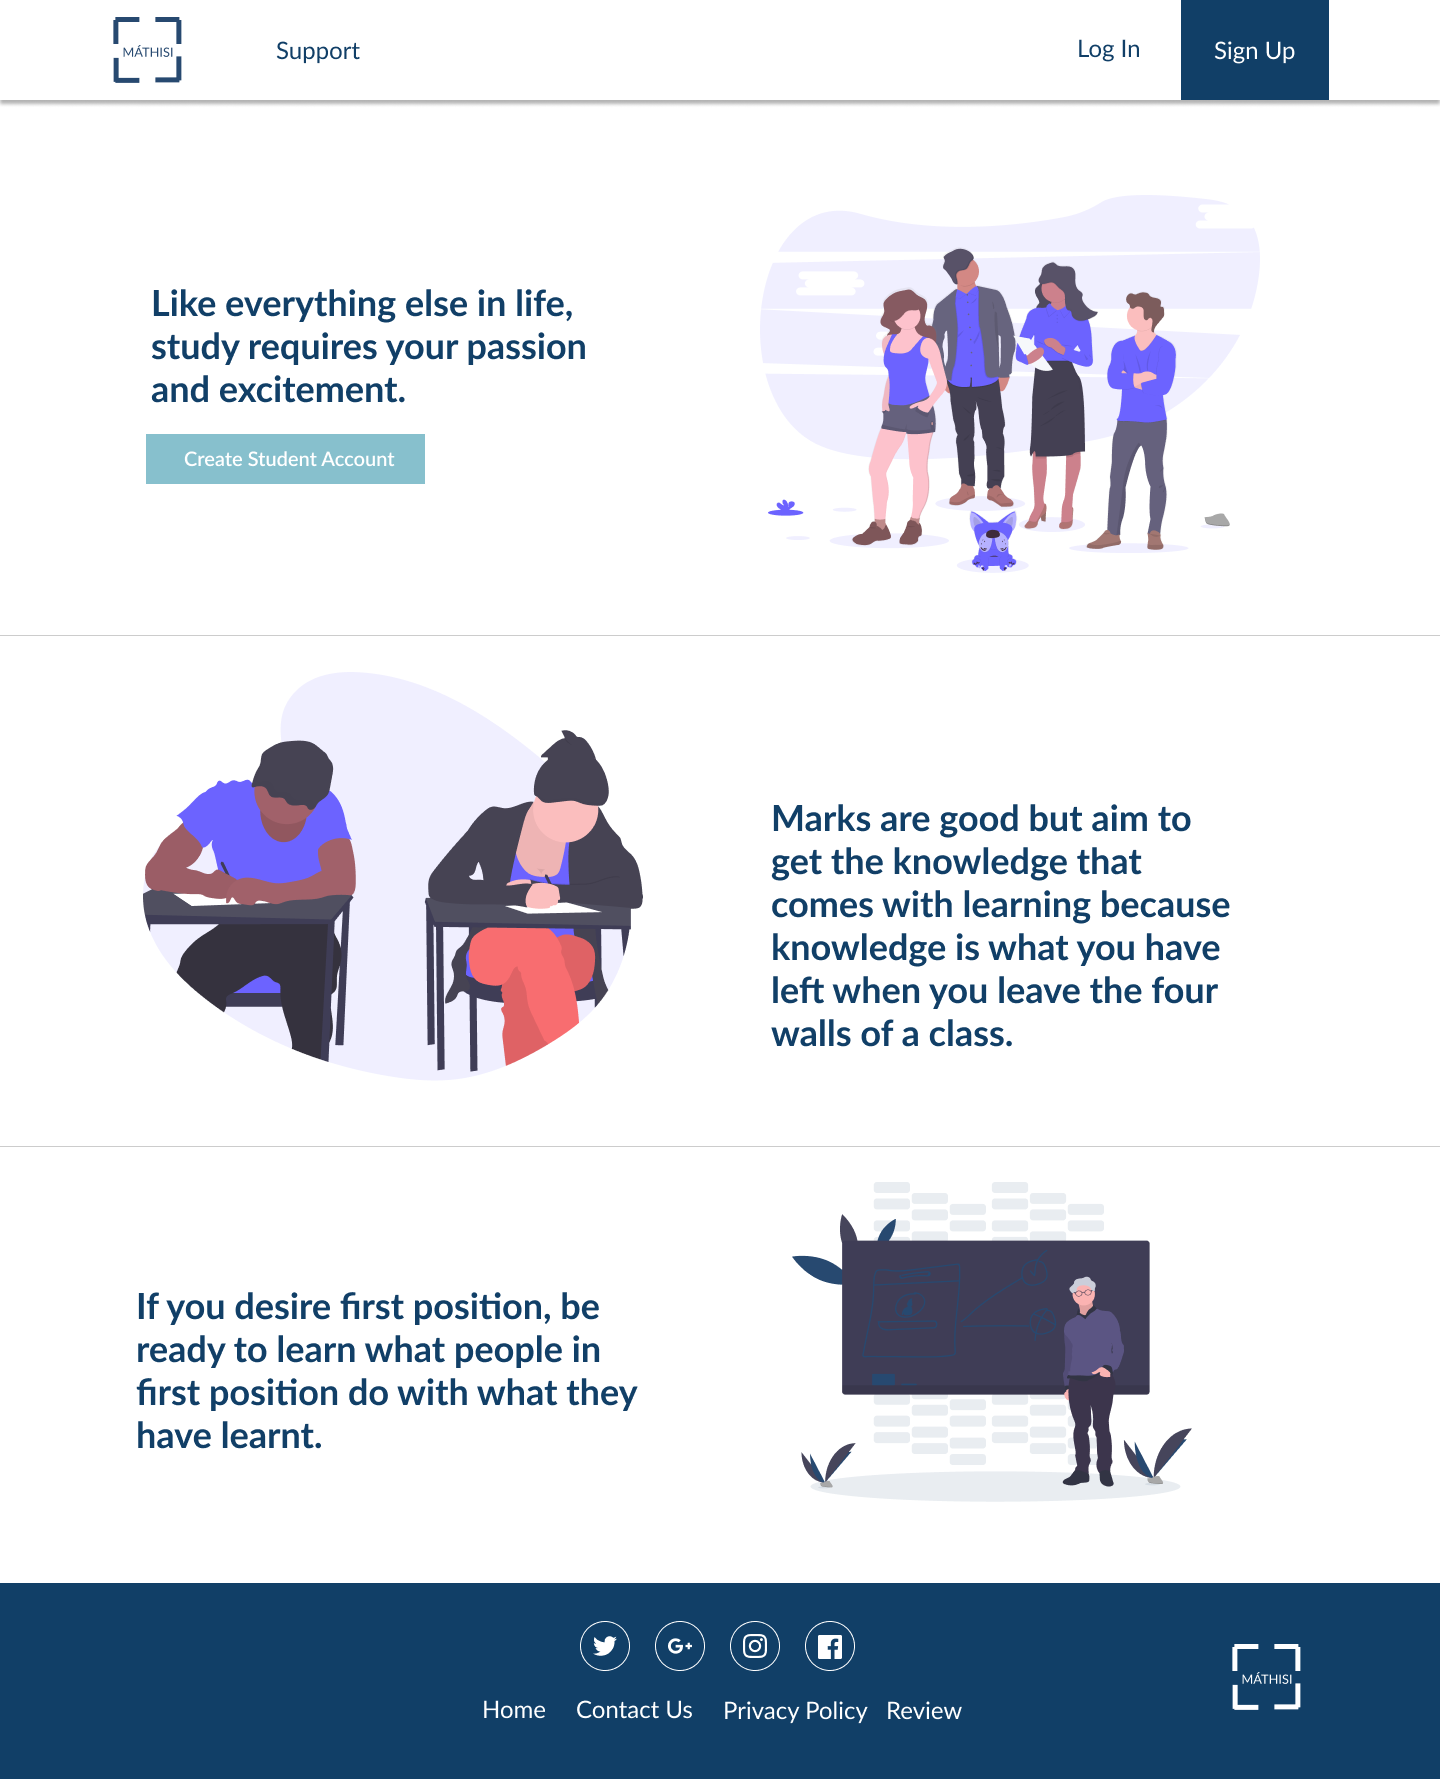 MÁTHISI
Support
Log In
Sign Up
Like everything else in life,
study requires your passion
and excitement.
Create Student Account
Marks are good but aim to
get the knowledge that
comes with learning because
knowledge is what you have
left when you leave the four
walls of a class.
If you desire first position, be
ready to learn what people in
first position do with what they
have learnt.
G+
MÁTHISI
Home
Contact Us
Privacy Policy
Review